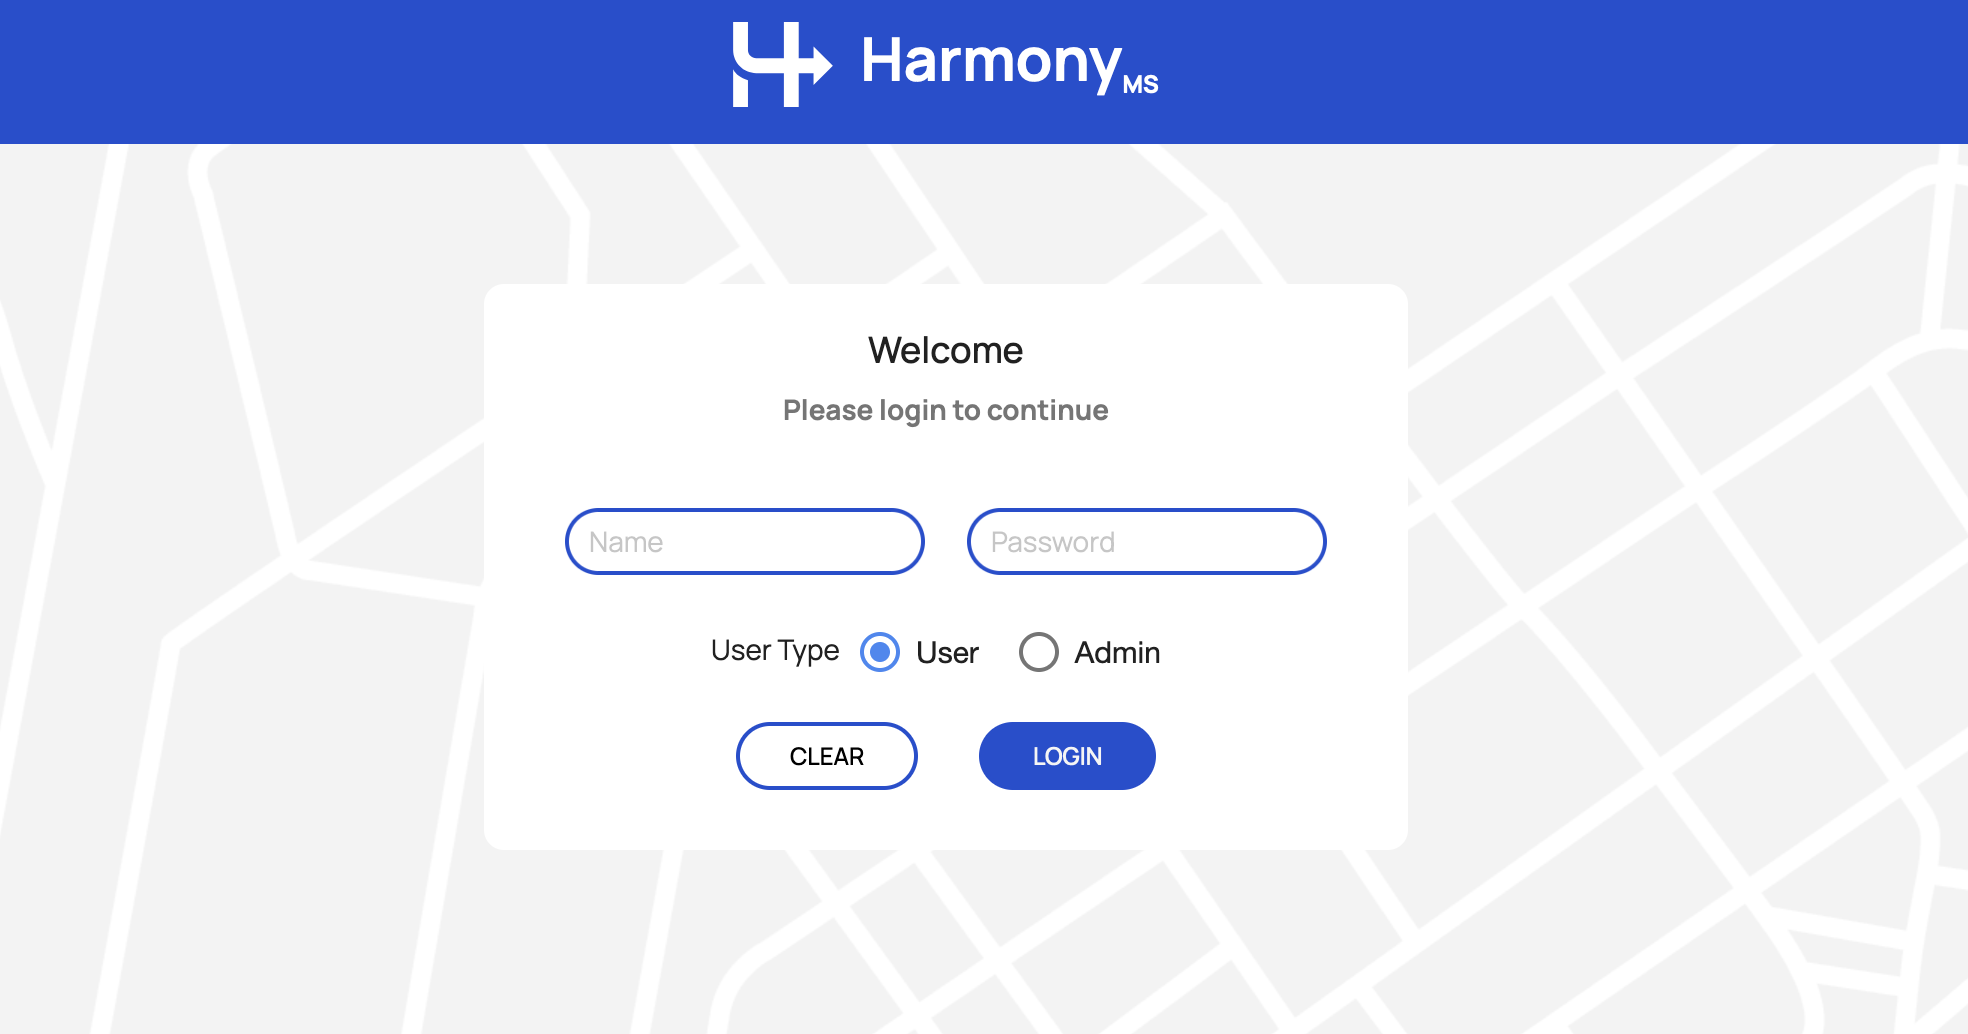 Harmony MS
Welcome
Please login to continue
Name Password
User Type User Admin
CLEAR LOGIN